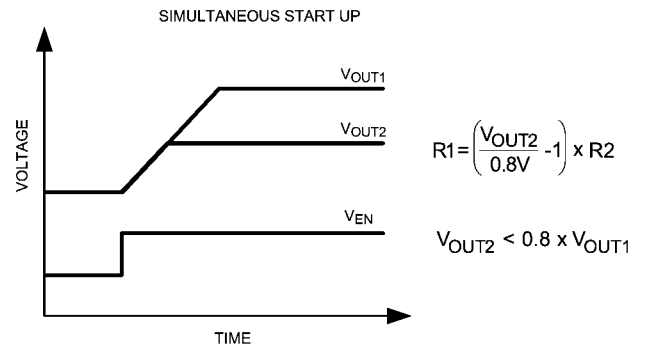 SIMULTANEOUS START UP
VOLTAGE
VOUT1
VOUT2
VEN
TIME
R1=(VOUT2/0.8V -1) x R2
VOUT2 < 0.8 x VOUT1